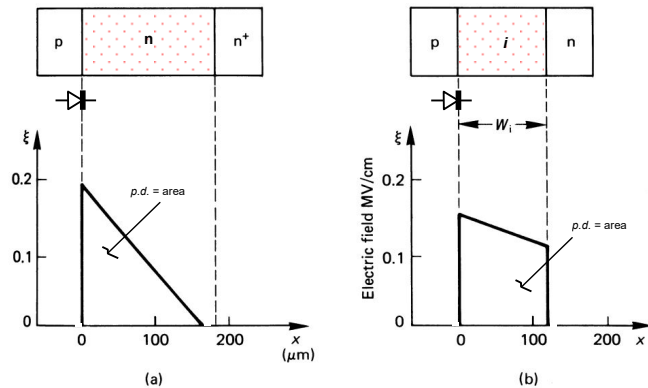 p n n+
p i n
ξ
0.2
0.1
0
p.d. = area
0 100 200 x
(μm)
(a)
Wi
ξ
Electric field MV/cm
0.2
0.1
0
p.d. = area
0 100 200 x
(b)